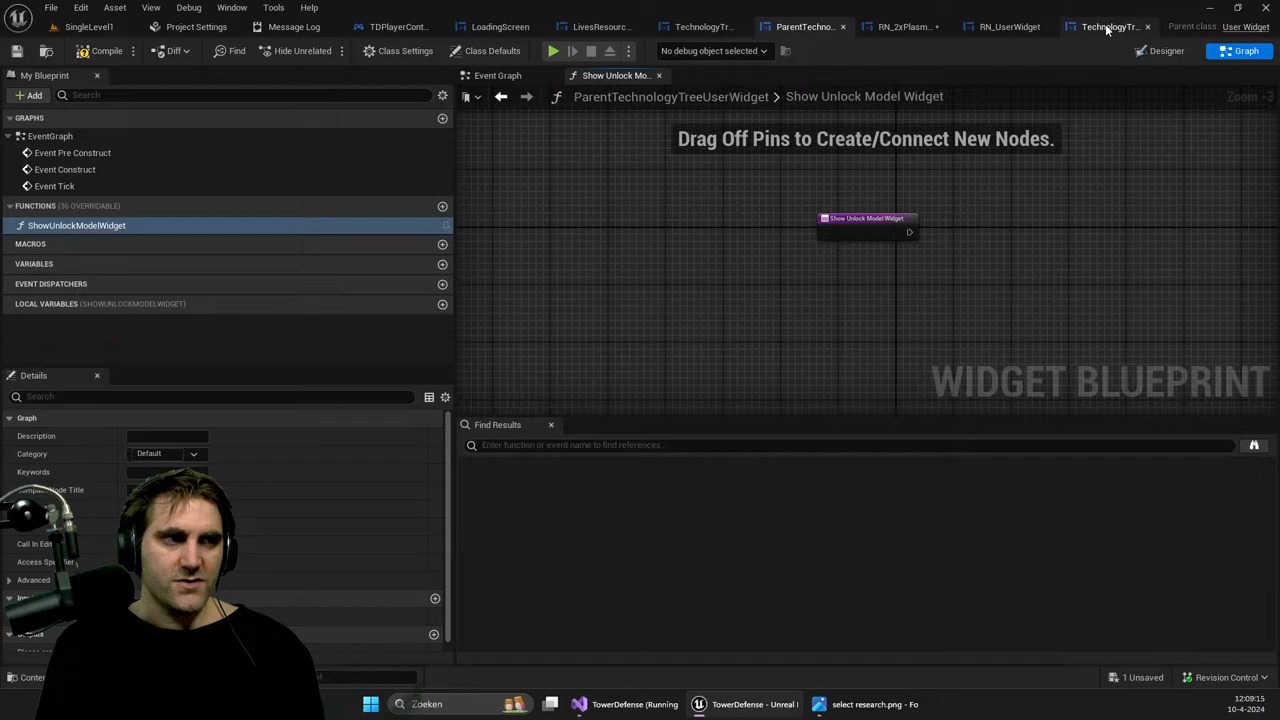 File Edit Asset View Debug Window Tools Help
SingleLevel1 Project Settings Message Log TDPlayerCont... LoadingScreen LivesResourc... TechnologyTr... ParentTechno... RN_2xPlasm... RN_UserWidget TechnologyTr... Parent class: User Widget
Compile Diff Find Hide Unrelated Class Settings Class Defaults No debug object selected Designer Graph
My Blueprint Event Graph Show Unlock Mo...
Add Search ParentTechnologyTreeUserWidget > Show Unlock Model Widget Zoom -3
GRAPHS
EventGraph Drag Off Pins to Create/Connect New Nodes.
Event Pre Construct
Event Construct
Event Tick
FUNCTIONS (36 OVERRIDABLE)
ShowUnlockModelWidget Show Unlock Model Widget
MACROS
VARIABLES
EVENT DISPATCHERS
LOCAL VARIABLES (SHOWUNLOCKMODELWIDGET)
WIDGET BLUEPRINT
Details
Search
Graph Find Results
Description Enter function or event name to find references...
Category Default
Keywords
Call In Edit
Access Specifier
Advanced
1 Unsaved Revision Control
Zoeken TowerDefense (Running TowerDefense - Unreal select research.png - Fo 12:09:15
10-4-2024